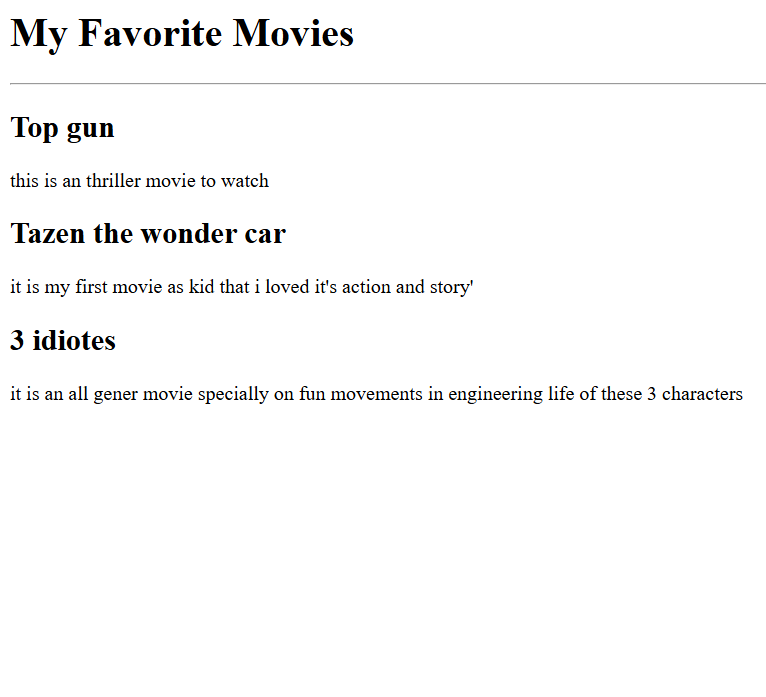 My Favorite Movies
Top gun
this is an thriller movie to watch
Tazen the wonder car
it is my first movie as kid that i loved it's action and story'
3 idiotes
it is an all gener movie specially on fun movements in engineering life of these 3 characters